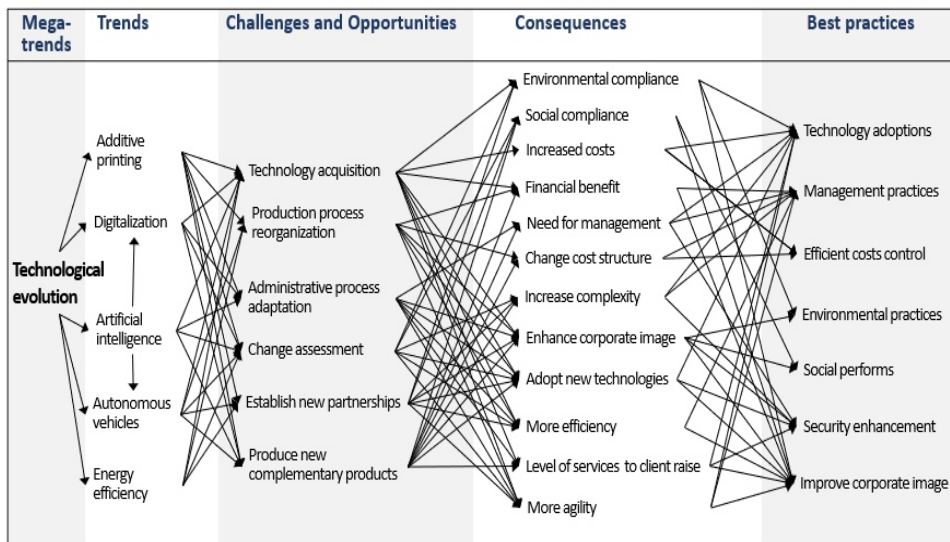 Mega-
trends
Trends
Challenges and Opportunities
Consequences
Best practices
Technological
evolution
Additive
printing
Digitalization
Artificial
intelligence
Autonomous
vehicles
Energy
efficiency
Technology acquisition
Production process
reorganization
Administrative process
adaptation
Change assessment
Establish new partnerships
Produce new
complementary products
Environmental compliance
Social compliance
Increased costs
Financial benefit
Need for management
Change cost structure
Increase complexity
Enhance corporate image
Adopt new technologies
More efficiency
Level of services to client raise
More agility
Technology adoptions
Management practices
Efficient costs control
Environmental practices
Social performs
Security enhancement
Improve corporate image